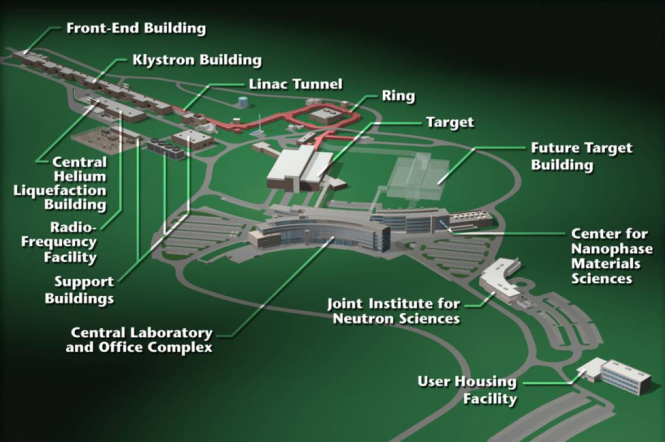 Front-End Building
Klystron Building
Linac Tunnel
Ring
Target
Future Target
Building
Central
Helium
Liquefaction
Building
Radio-
Frequency
Facility
Support
Buildings
Central Laboratory
and Office Complex
Center for
Nanophase
Materials
Sciences
Joint Institute for
Neutron Sciences
User Housing
Facility